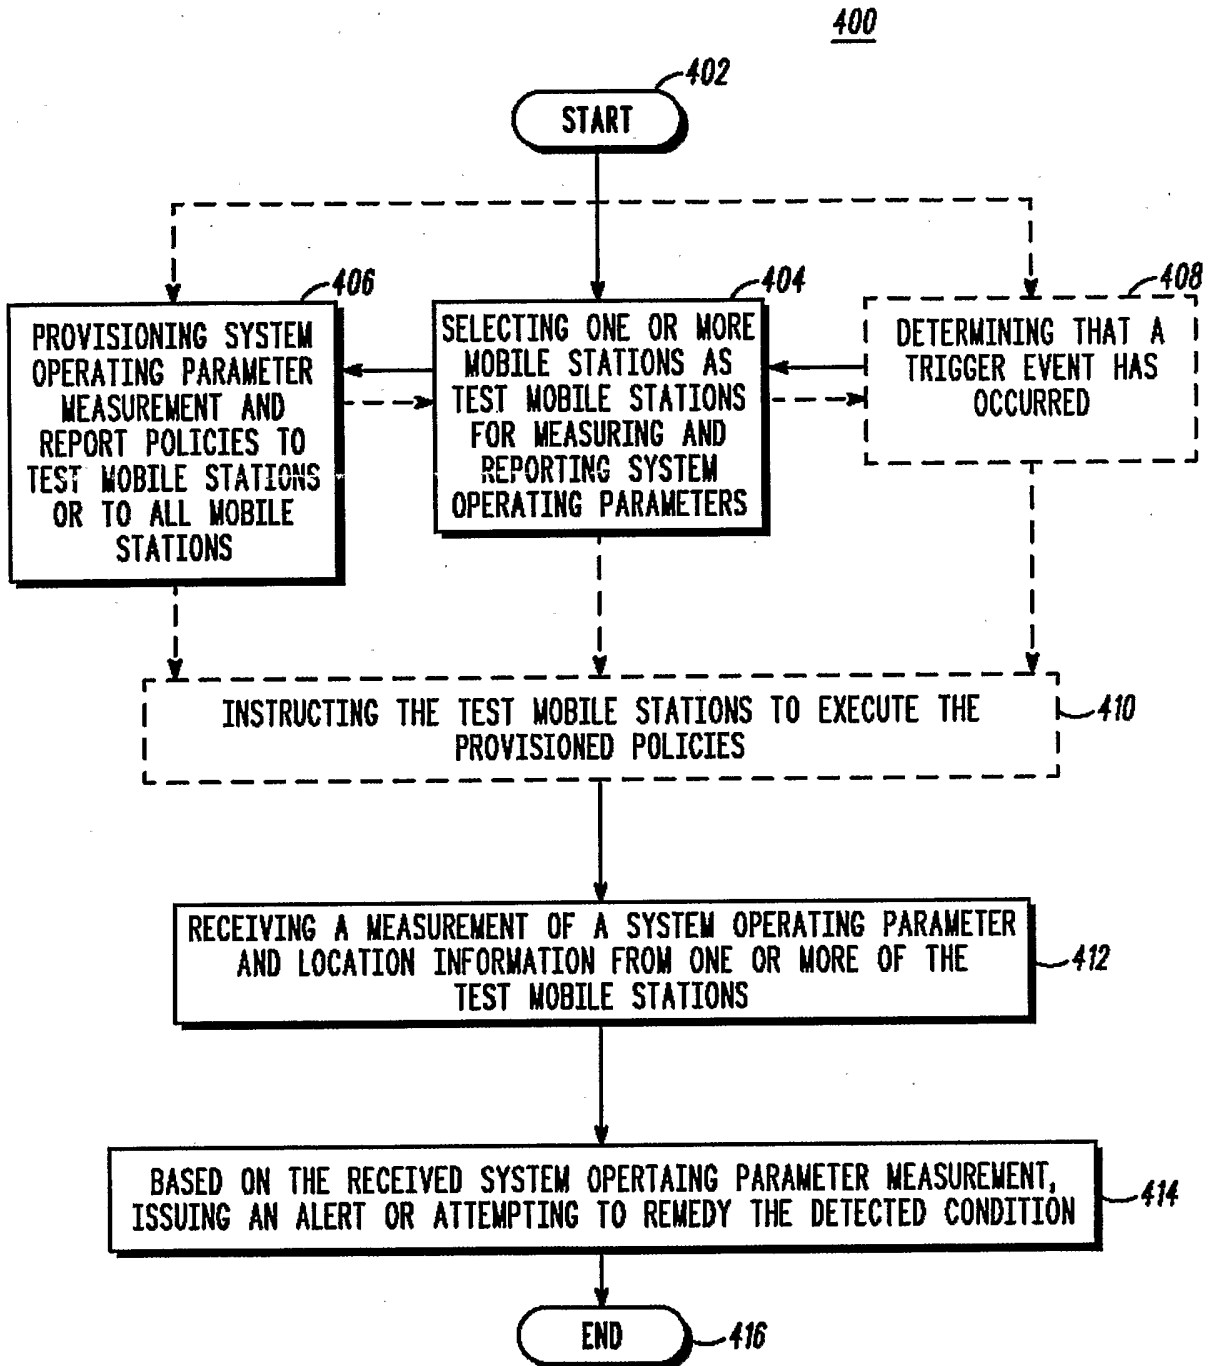 400
402
START
406
PROVISIONING SYSTEM
OPERATING PARAMETER
MEASUREMENT AND
REPORT POLICIES TO
TEST MOBILE STATIONS
OR TO ALL MOBILE
STATIONS
404
SELECTING ONE OR MORE
MOBILE STATIONS AS
TEST MOBILE STATIONS
FOR MEASURING AND
REPORTING SYSTEM
OPERATING PARAMETERS
408
DETERMINING THAT A
TRIGGER EVENT HAS
OCCURRED
INSTRUCTING THE TEST MOBILE STATIONS TO EXECUTE THE
PROVISIONED POLICIES
410
RECEIVING A MEASUREMENT OF A SYSTEM OPERATING PARAMETER
AND LOCATION INFORMATION FROM ONE OR MORE OF THE
TEST MOBILE STATIONS
412
BASED ON THE RECEIVED SYSTEM OPERTAING PARAMETER MEASUREMENT,
ISSUING AN ALERT OR ATTEMPTING TO REMEDY THE DETECTED CONDITION
414
END
416